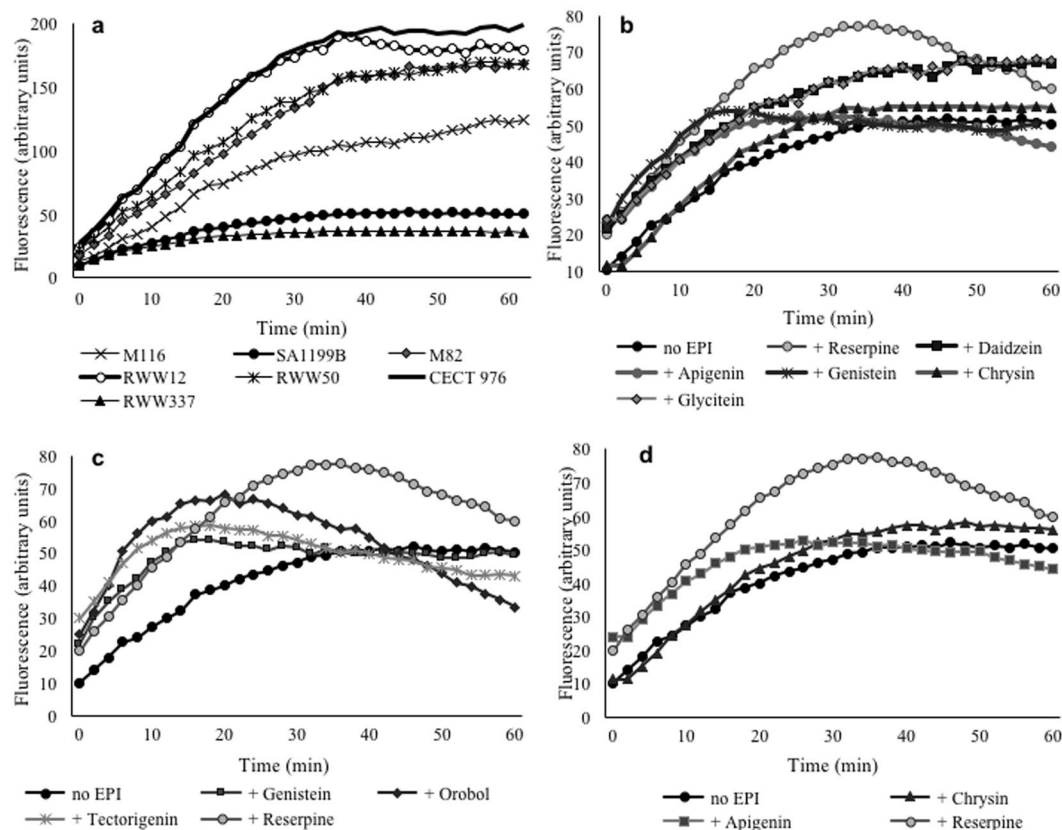 a
Fluorescence (arbitrary units)
200
150
100
50
0
0 10 20 30 40 50 60
Time (min)
M116 SA1199B M82
RWW12 RWW50 CECT 976
RWW337
b
Fluorescence (arbitrary units)
80
70
60
50
40
30
20
10
0 10 20 30 40 50 60
Time (min)
no EPI + Reserpine + Daidzein
+ Apigenin + Genistein + Chrysin
+ Glycitein
c
Fluorescence (arbitrary units)
80
70
60
50
40
30
20
10
0
0 10 20 30 40 50 60
Time (min)
no EPI + Genistein + Orobol
+ Tectorigenin + Reserpine
d
Fluorescence (arbitrary units)
80
70
60
50
40
30
20
10
0
0 10 20 30 40 50 60
Time (min)
no EPI + Chrysin
+ Apigenin + Reserpine